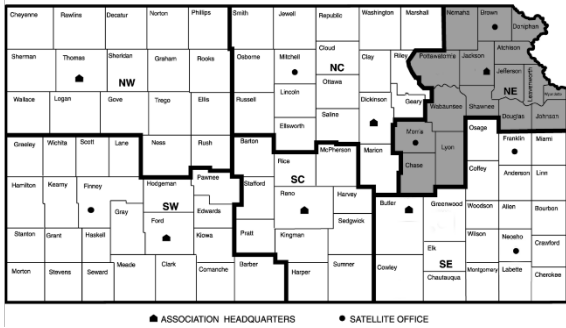 Cheyenne Rawlins Decatur Norton Phillips Smith Jewell Republic Washington Marshall Nemaha Brown Doniphan
Sherman Thomas Sheridan Graham Rooks Osborne Mitchell Cloud Clay Riley Pottawatomie Jackson Atchison
NW NC Ottawa Jefferson Leavenworth Wyandotte
Wallace Logan Gove Trego Ellis Russell Lincoln Saline Dickinson Geary Wabaunsee Shawnee NE
Ellsworth Morris Douglas Johnson
Greeley Wichita Scott Lane Ness Rush Barton McPherson Marion Chase Lyon Osage Franklin Miami
Rice
Hamilton Kearny Finney Hodgeman Pawnee Stafford SC Coffey Anderson Linn
SW Reno Harvey Butler Greenwood Woodson Allen Bourbon
Gray Ford Edwards Sedgwick
Stanton Grant Haskell Kiowa Pratt Kingman Elk Wilson Neosho Crawford
Meade Clark SE
Morton Stevens Seward Comanche Barber Harper Sumner Cowley Chautauqua Montgomery Labette Cherokee
ASSOCIATION HEADQUARTERS SATELLITE OFFICE